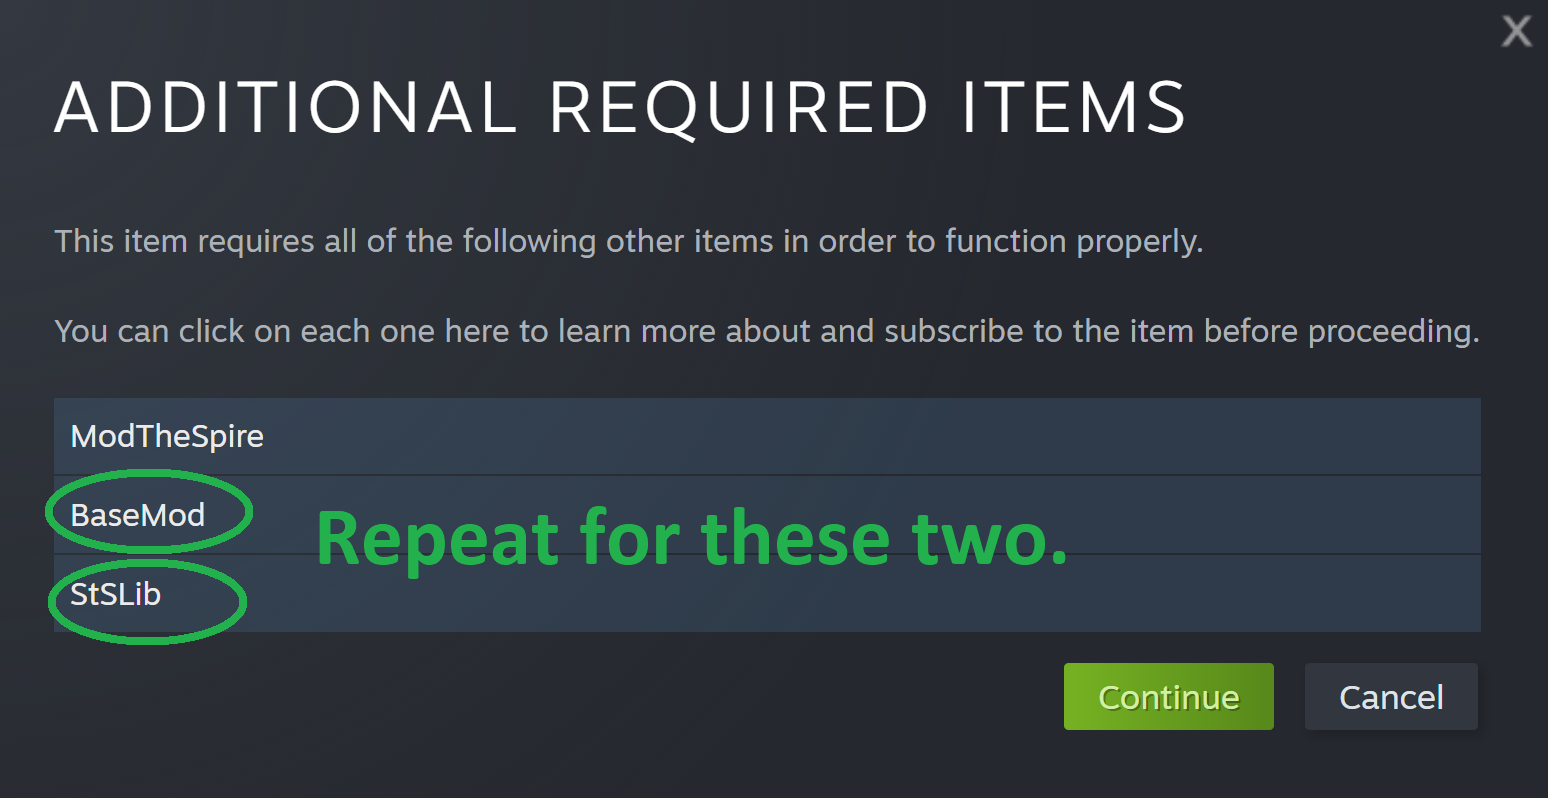 X
ADDITIONAL REQUIRED ITEMS
This item requires all of the following other items in order to function properly.
You can click on each one here to learn more about and subscribe to the item before proceeding.
ModTheSpire
BaseMod
Repeat for these two.
StSLib
Continue
Cancel